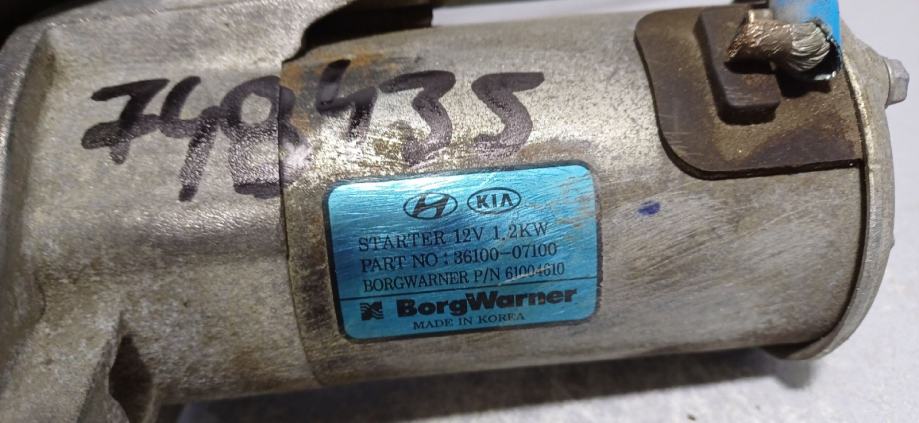 748435
KIA
STARTER 12V 1.2KW
PART NO : 36100-07100
BORGWARNER P/N 61004610
BorgWarner
MADE IN KOREA